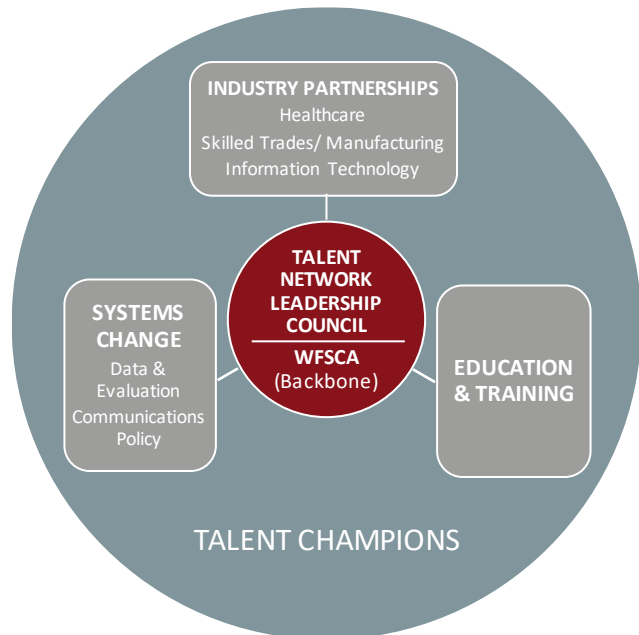 INDUSTRY PARTNERSHIPS
Healthcare
Skilled Trades/ Manufacturing
Information Technology
TALENT
NETWORK
LEADERSHIP
COUNCIL
WFSCA
(Backbone)
SYSTEMS
CHANGE
Data &
Evaluation
Communications
Policy
EDUCATION
& TRAINING
TALENT CHAMPIONS